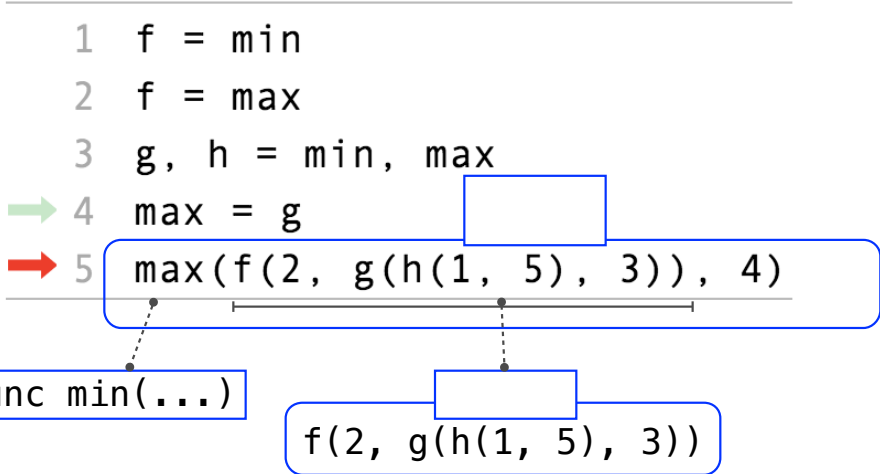 1 f = min
2 f = max
3 g, h = min, max
4 max = g
5 max(f(2, g(h(1, 5), 3)), 4)
min(...)
f(2, g(h(1, 5), 3))